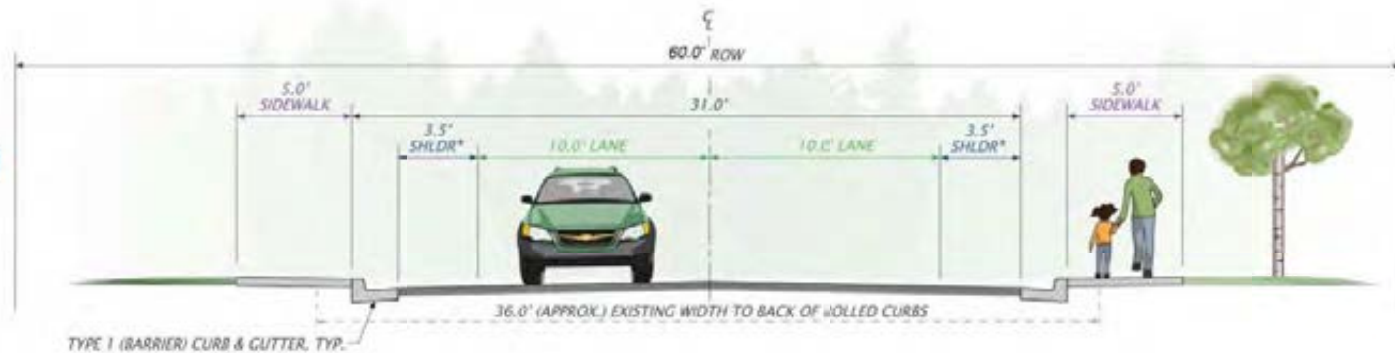 ℄
60.0' ROW
5.0'
SIDEWALK
31.0'
5.0'
SIDEWALK
3.5'
SHLDR*
10.0' LANE
10.0' LANE
3.5'
SHLDR*
36.0' (APPROX.) EXISTING WIDTH TO BACK OF ROLLED CURBS
TYPE 1 (BARRIER) CURB & GUTTER, TYP.